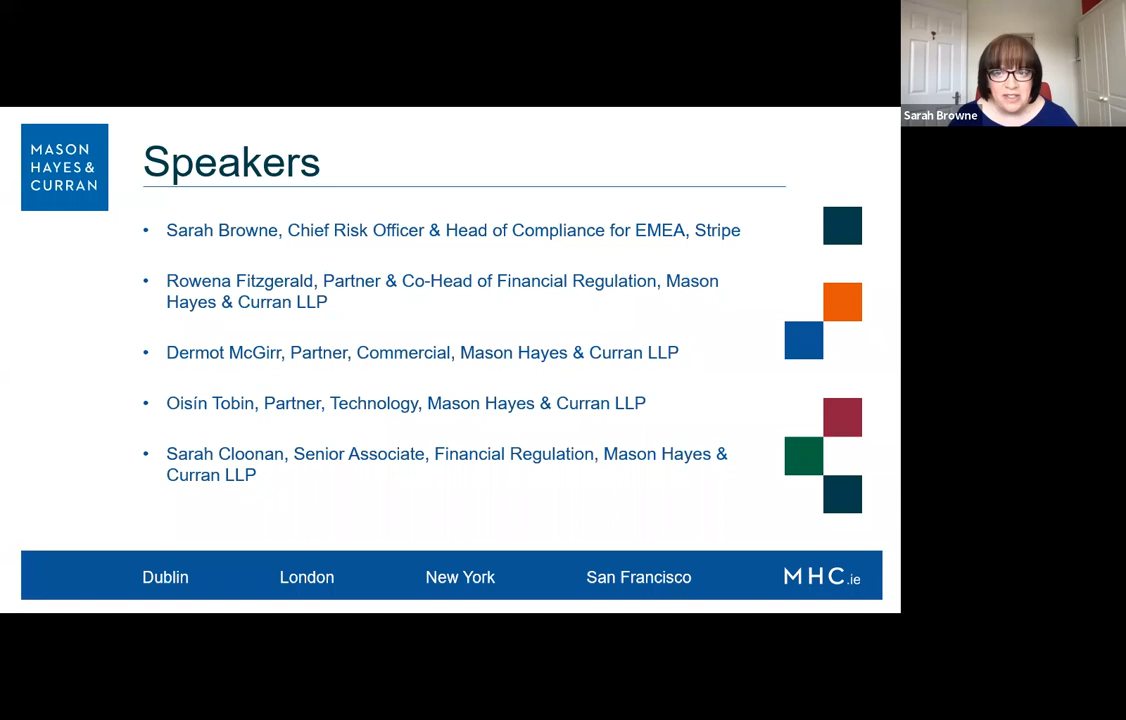 Sarah Browne
MASON
HAYES &
CURRAN
Speakers
• Sarah Browne, Chief Risk Officer & Head of Compliance for EMEA, Stripe
• Rowena Fitzgerald, Partner & Co-Head of Financial Regulation, Mason
Hayes & Curran LLP
• Dermot McGirr, Partner, Commercial, Mason Hayes & Curran LLP
• Oisín Tobin, Partner, Technology, Mason Hayes & Curran LLP
• Sarah Cloonan, Senior Associate, Financial Regulation, Mason Hayes &
Curran LLP
Dublin London New York San Francisco MHC.ie